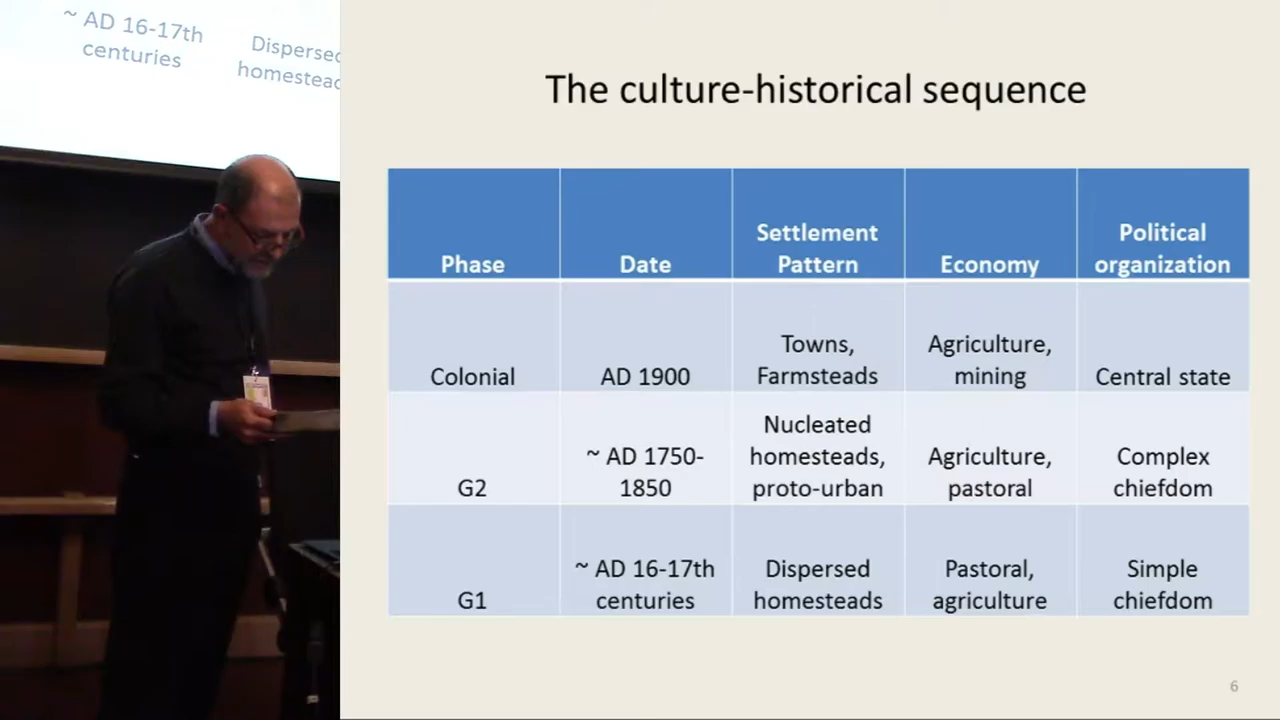 ~ AD 16-17th
centuries
Dispersed
homestead
The culture-historical sequence
Phase
Date
Settlement
Pattern
Economy
Political
organization
Colonial
AD 1900
Towns,
Farmsteads
Agriculture,
mining
Central state
G2
~ AD 1750-
1850
Nucleated
homesteads,
proto-urban
Agriculture,
pastoral
Complex
chiefdom
G1
~ AD 16-17th
centuries
Dispersed
homesteads
Pastoral,
agriculture
Simple
chiefdom
6